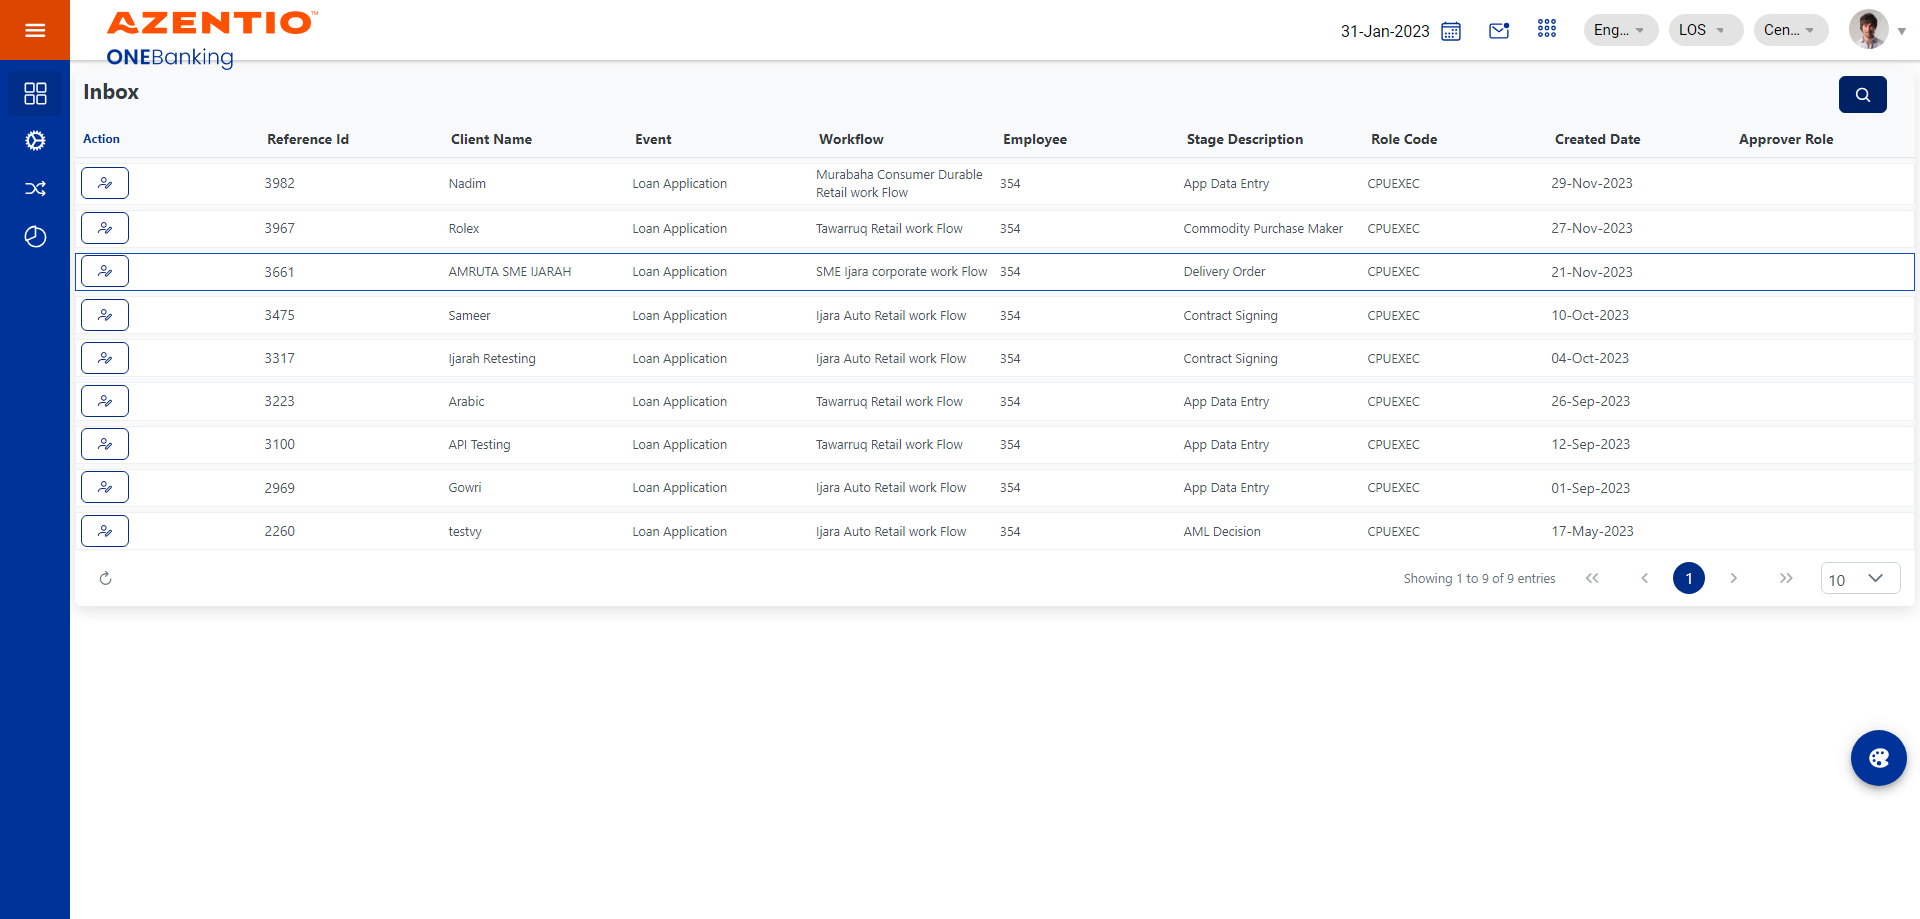 AZENTIO™
ONEBanking
31-Jan-2023 Eng... LOS Cen...
Inbox
Action Reference Id Client Name Event Workflow Employee Stage Description Role Code Created Date Approver Role
3982 Nadim Loan Application Murabaha Consumer Durable Retail work Flow 354 App Data Entry CPUEXEC 29-Nov-2023
3967 Rolex Loan Application Tawarruq Retail work Flow 354 Commodity Purchase Maker CPUEXEC 27-Nov-2023
3661 AMRUTA SME IJARAH Loan Application SME Ijara corporate work Flow 354 Delivery Order CPUEXEC 21-Nov-2023
3475 Sameer Loan Application Ijara Auto Retail work Flow 354 Contract Signing CPUEXEC 10-Oct-2023
3317 Ijarah Retesting Loan Application Ijara Auto Retail work Flow 354 Contract Signing CPUEXEC 04-Oct-2023
3223 Arabic Loan Application Tawarruq Retail work Flow 354 App Data Entry CPUEXEC 26-Sep-2023
3100 API Testing Loan Application Tawarruq Retail work Flow 354 App Data Entry CPUEXEC 12-Sep-2023
2969 Gowri Loan Application Ijara Auto Retail work Flow 354 App Data Entry CPUEXEC 01-Sep-2023
2260 testvy Loan Application Ijara Auto Retail work Flow 354 AML Decision CPUEXEC 17-May-2023
Showing 1 to 9 of 9 entries 1 10